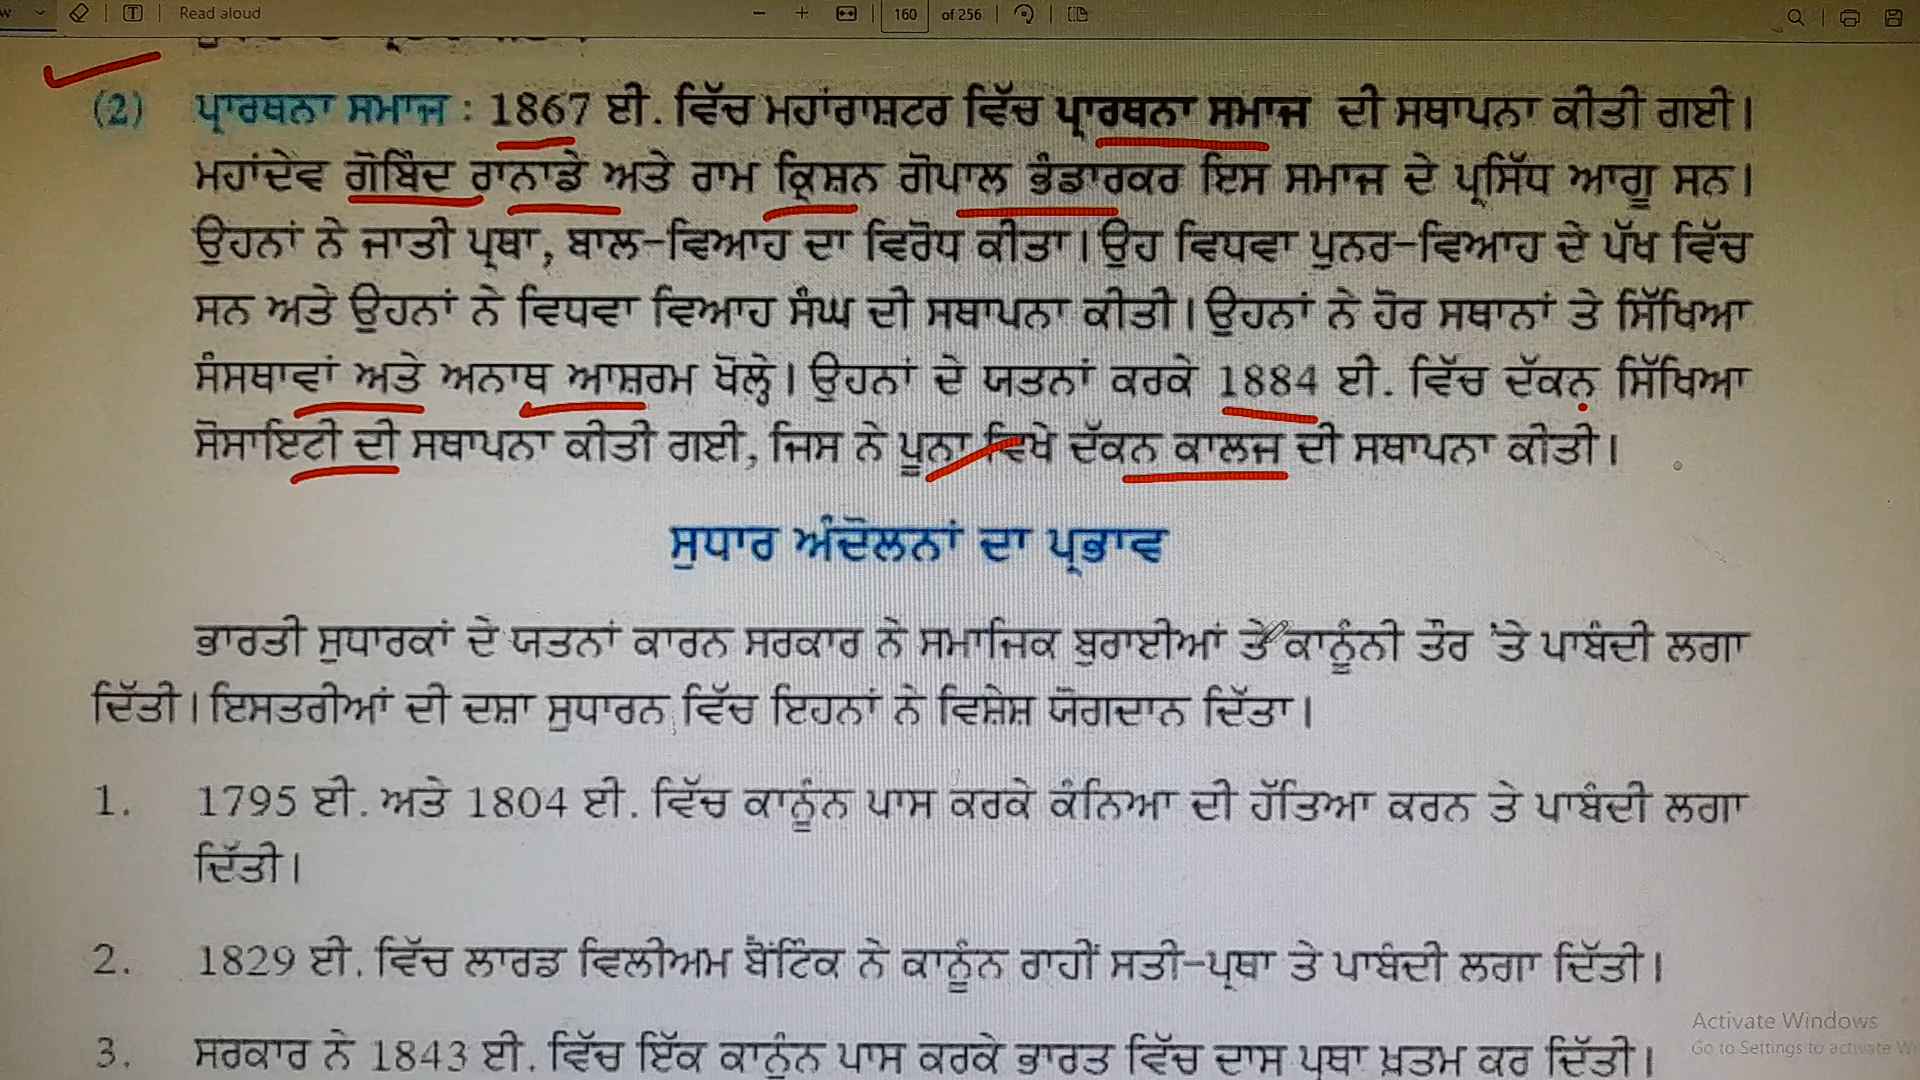 Read aloud
160 of 256
(2) ਪ੍ਰਾਰਥਨਾ ਸਮਾਜ : 1867 ਈ. ਵਿੱਚ ਮਹਾਂਰਾਸ਼ਟਰ ਵਿੱਚ ਪ੍ਰਾਰਥਨਾ ਸਮਾਜ ਦੀ ਸਥਾਪਨਾ ਕੀਤੀ ਗਈ।
ਮਹਾਂਦੇਵ ਗੋਬਿੰਦ ਰਾਨਾਡੇ ਅਤੇ ਰਾਮ ਕ੍ਰਿਸ਼ਨ ਗੋਪਾਲ ਭੰਡਾਰਕਰ ਇਸ ਸਮਾਜ ਦੇ ਪ੍ਰਸਿੱਧ ਆਗੂ ਸਨ।
ਉਹਨਾਂ ਨੇ ਜਾਤੀ ਪ੍ਰਥਾ, ਬਾਲ-ਵਿਆਹ ਦਾ ਵਿਰੋਧ ਕੀਤਾ। ਉਹ ਵਿਧਵਾ ਪੁਨਰ-ਵਿਆਹ ਦੇ ਪੱਖ ਵਿੱਚ
ਸਨ ਅਤੇ ਉਹਨਾਂ ਨੇ ਵਿਧਵਾ ਵਿਆਹ ਸੰਘ ਦੀ ਸਥਾਪਨਾ ਕੀਤੀ। ਉਹਨਾਂ ਨੇ ਹੋਰ ਸਥਾਨਾਂ ਤੇ ਸਿੱਖਿਆ
ਸੰਸਥਾਵਾਂ ਅਤੇ ਅਨਾਥ ਆਸ਼ਰਮ ਖੋਲ੍ਹੇ। ਉਹਨਾਂ ਦੇ ਯਤਨਾਂ ਕਰਕੇ 1884 ਈ. ਵਿੱਚ ਦੱਕਨ ਸਿੱਖਿਆ
ਸੋਸਾਇਟੀ ਦੀ ਸਥਾਪਨਾ ਕੀਤੀ ਗਈ, ਜਿਸ ਨੇ ਪੂਨਾ ਵਿਖੇ ਦੱਕਨ ਕਾਲਜ ਦੀ ਸਥਾਪਨਾ ਕੀਤੀ।
ਸੁਧਾਰ ਅੰਦੋਲਨਾਂ ਦਾ ਪ੍ਰਭਾਵ
ਭਾਰਤੀ ਸੁਧਾਰਕਾਂ ਦੇ ਯਤਨਾਂ ਕਾਰਨ ਸਰਕਾਰ ਨੇ ਸਮਾਜਿਕ ਬੁਰਾਈਆਂ ਤੇ ਕਾਨੂੰਨੀ ਤੌਰ 'ਤੇ ਪਾਬੰਦੀ ਲਗਾ
ਦਿੱਤੀ। ਇਸਤਰੀਆਂ ਦੀ ਦਸ਼ਾ ਸੁਧਾਰਨ ਵਿੱਚ ਇਹਨਾਂ ਨੇ ਵਿਸ਼ੇਸ਼ ਯੋਗਦਾਨ ਦਿੱਤਾ।
1. 1795 ਈ. ਅਤੇ 1804 ਈ. ਵਿੱਚ ਕਾਨੂੰਨ ਪਾਸ ਕਰਕੇ ਕੰਨਿਆ ਦੀ ਹੱਤਿਆ ਕਰਨ ਤੇ ਪਾਬੰਦੀ ਲਗਾ
ਦਿੱਤੀ।
2. 1829 ਈ. ਵਿੱਚ ਲਾਰਡ ਵਿਲੀਅਮ ਬੈਂਟਿੰਕ ਨੇ ਕਾਨੂੰਨ ਰਾਹੀਂ ਸਤੀ-ਪ੍ਰਥਾ ਤੇ ਪਾਬੰਦੀ ਲਗਾ ਦਿੱਤੀ।
3. ਸਰਕਾਰ ਨੇ 1843 ਈ. ਵਿੱਚ ਇੱਕ ਕਾਨੂੰਨ ਪਾਸ ਕਰਕੇ ਭਾਰਤ ਵਿੱਚ ਦਾਸ ਪ੍ਰਥਾ ਖ਼ਤਮ ਕਰ ਦਿੱਤੀ।
Activate Windows
Go to Settings to activate